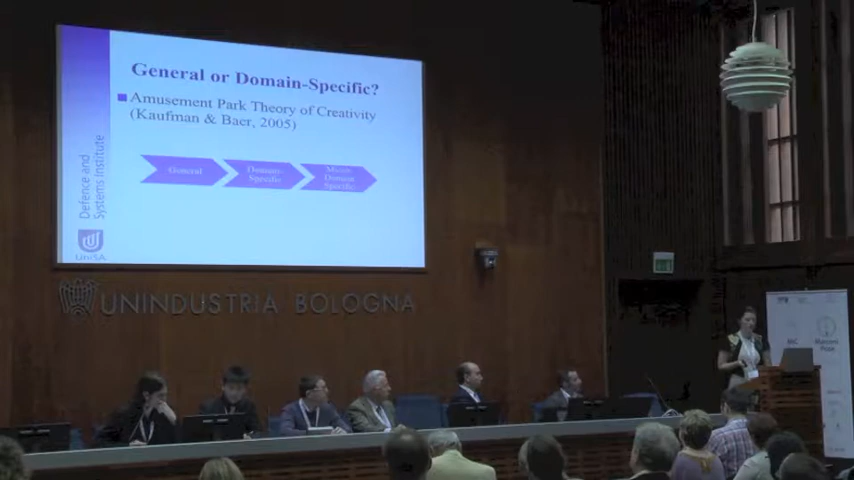 General or Domain-Specific?
Amusement Park Theory of Creativity
(Kaufman & Baer, 2005)
General
Domain-
Specific
Micro-
Domain
Specific
Defence and
Systems Institute
UniSA
UNINDUSTRIA BOLOGNA